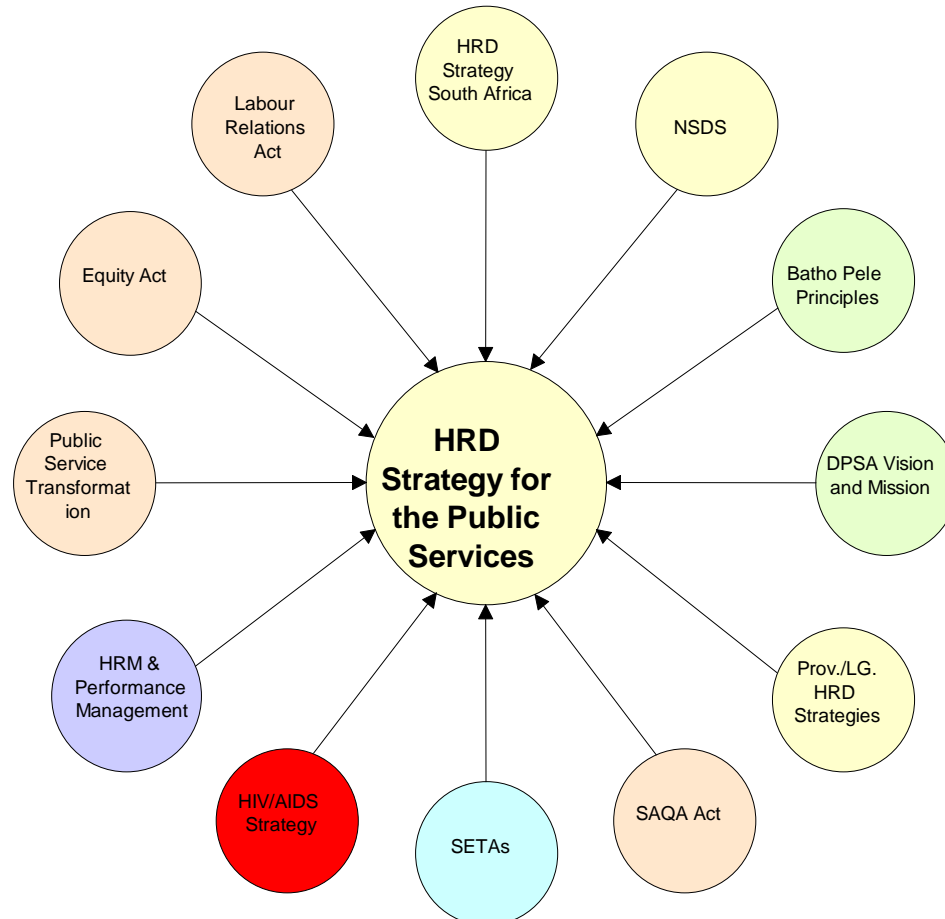 HRD
Strategy
South Africa
NSDS
Batho Pele
Principles
DPSA Vision
and Mission
Prov./LG.
HRD
Strategies
SAQA Act
SETAs
HIV/AIDS
Strategy
HRM &
Performance
Management
Public
Service
Transformat
ion
Equity Act
Labour
Relations
Act
HRD
Strategy for
the Public
Services